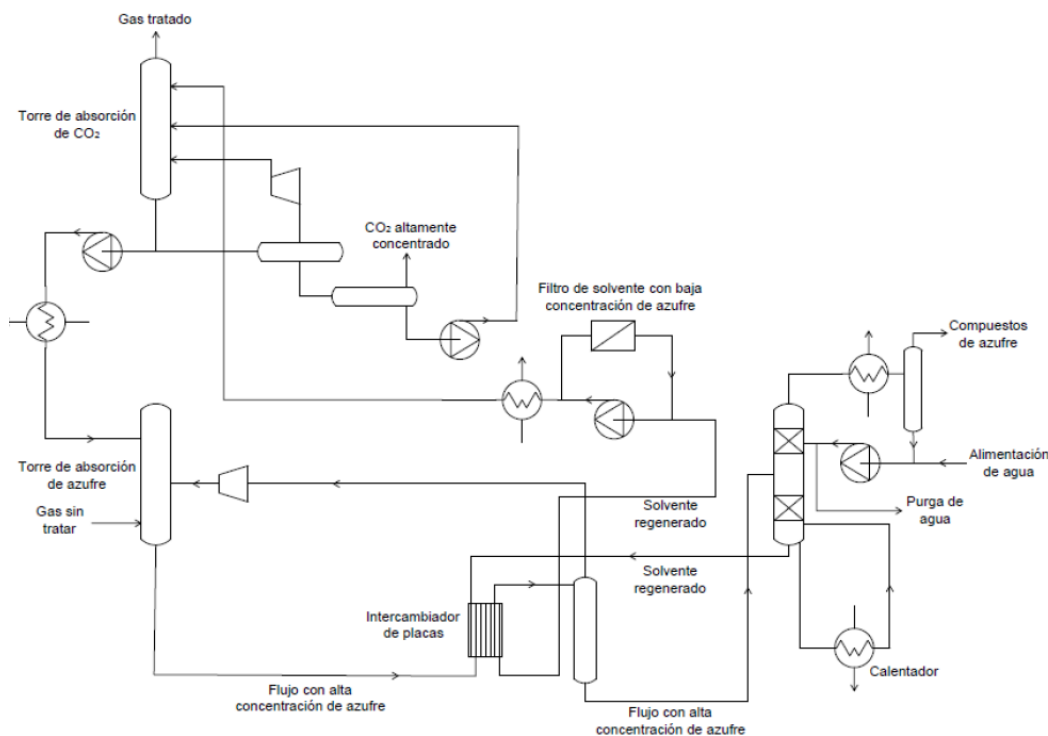 Gas tratado
Torre de absorción
de CO₂
CO₂ altamente
concentrado
Filtro de solvente con baja
concentración de azufre
Compuestos
de azufre
Torre de absorción
de azufre
Gas sin
tratar
Alimentación
de agua
Purga de
agua
Solvente
regenerado
Solvente
regenerado
Intercambiador
de placas
Calentador
Flujo con alta
concentración de azufre
Flujo con alta
concentración de azufre